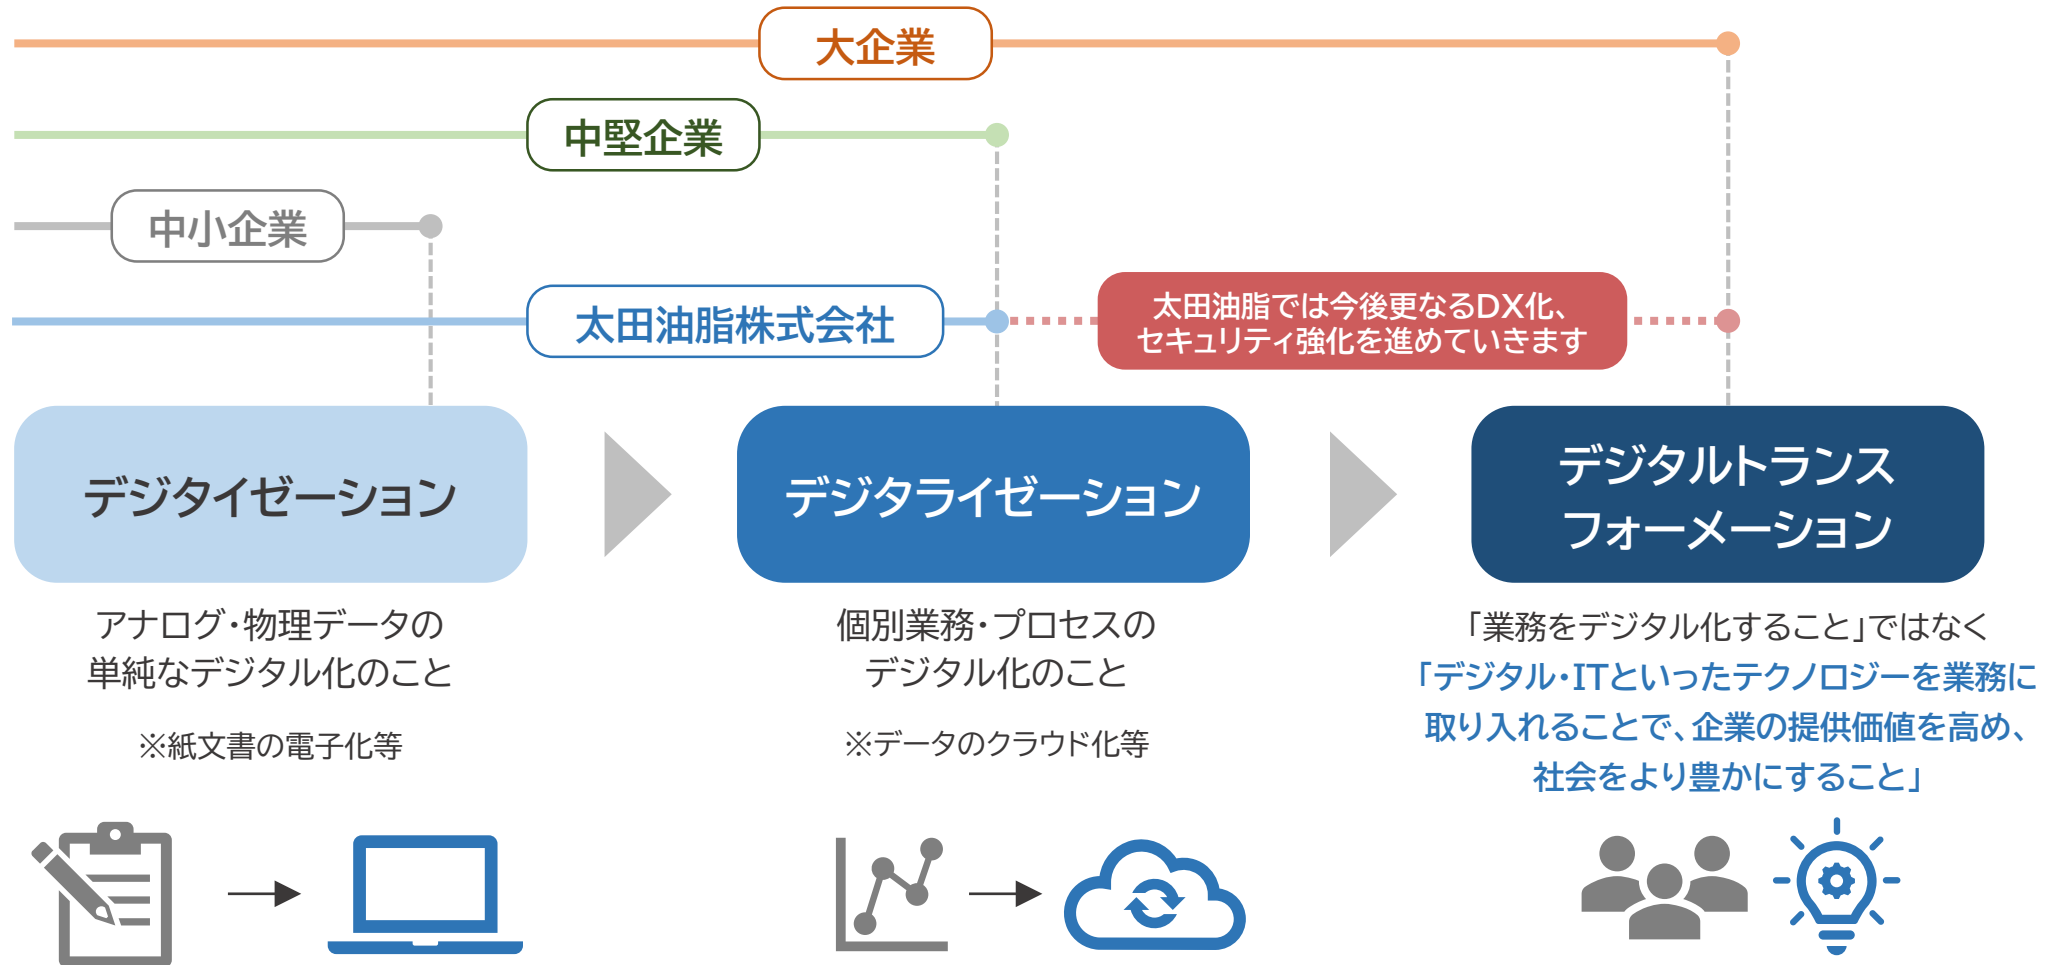 大企業
中堅企業
中小企業
太田油脂株式会社
太田油脂では今後更なるDX化、
セキュリティ強化を進めていきます
デジタイゼーション
デジタライゼーション
デジタルトランス
フォーメーション
アナログ・物理データの
単純なデジタル化のこと
※紙文書の電子化等
個別業務・プロセスの
デジタル化のこと
※データのクラウド化等
「業務をデジタル化すること」ではなく
「デジタル・ITといったテクノロジーを業務に
取り入れることで、企業の提供価値を高め、
社会をより豊かにすること」